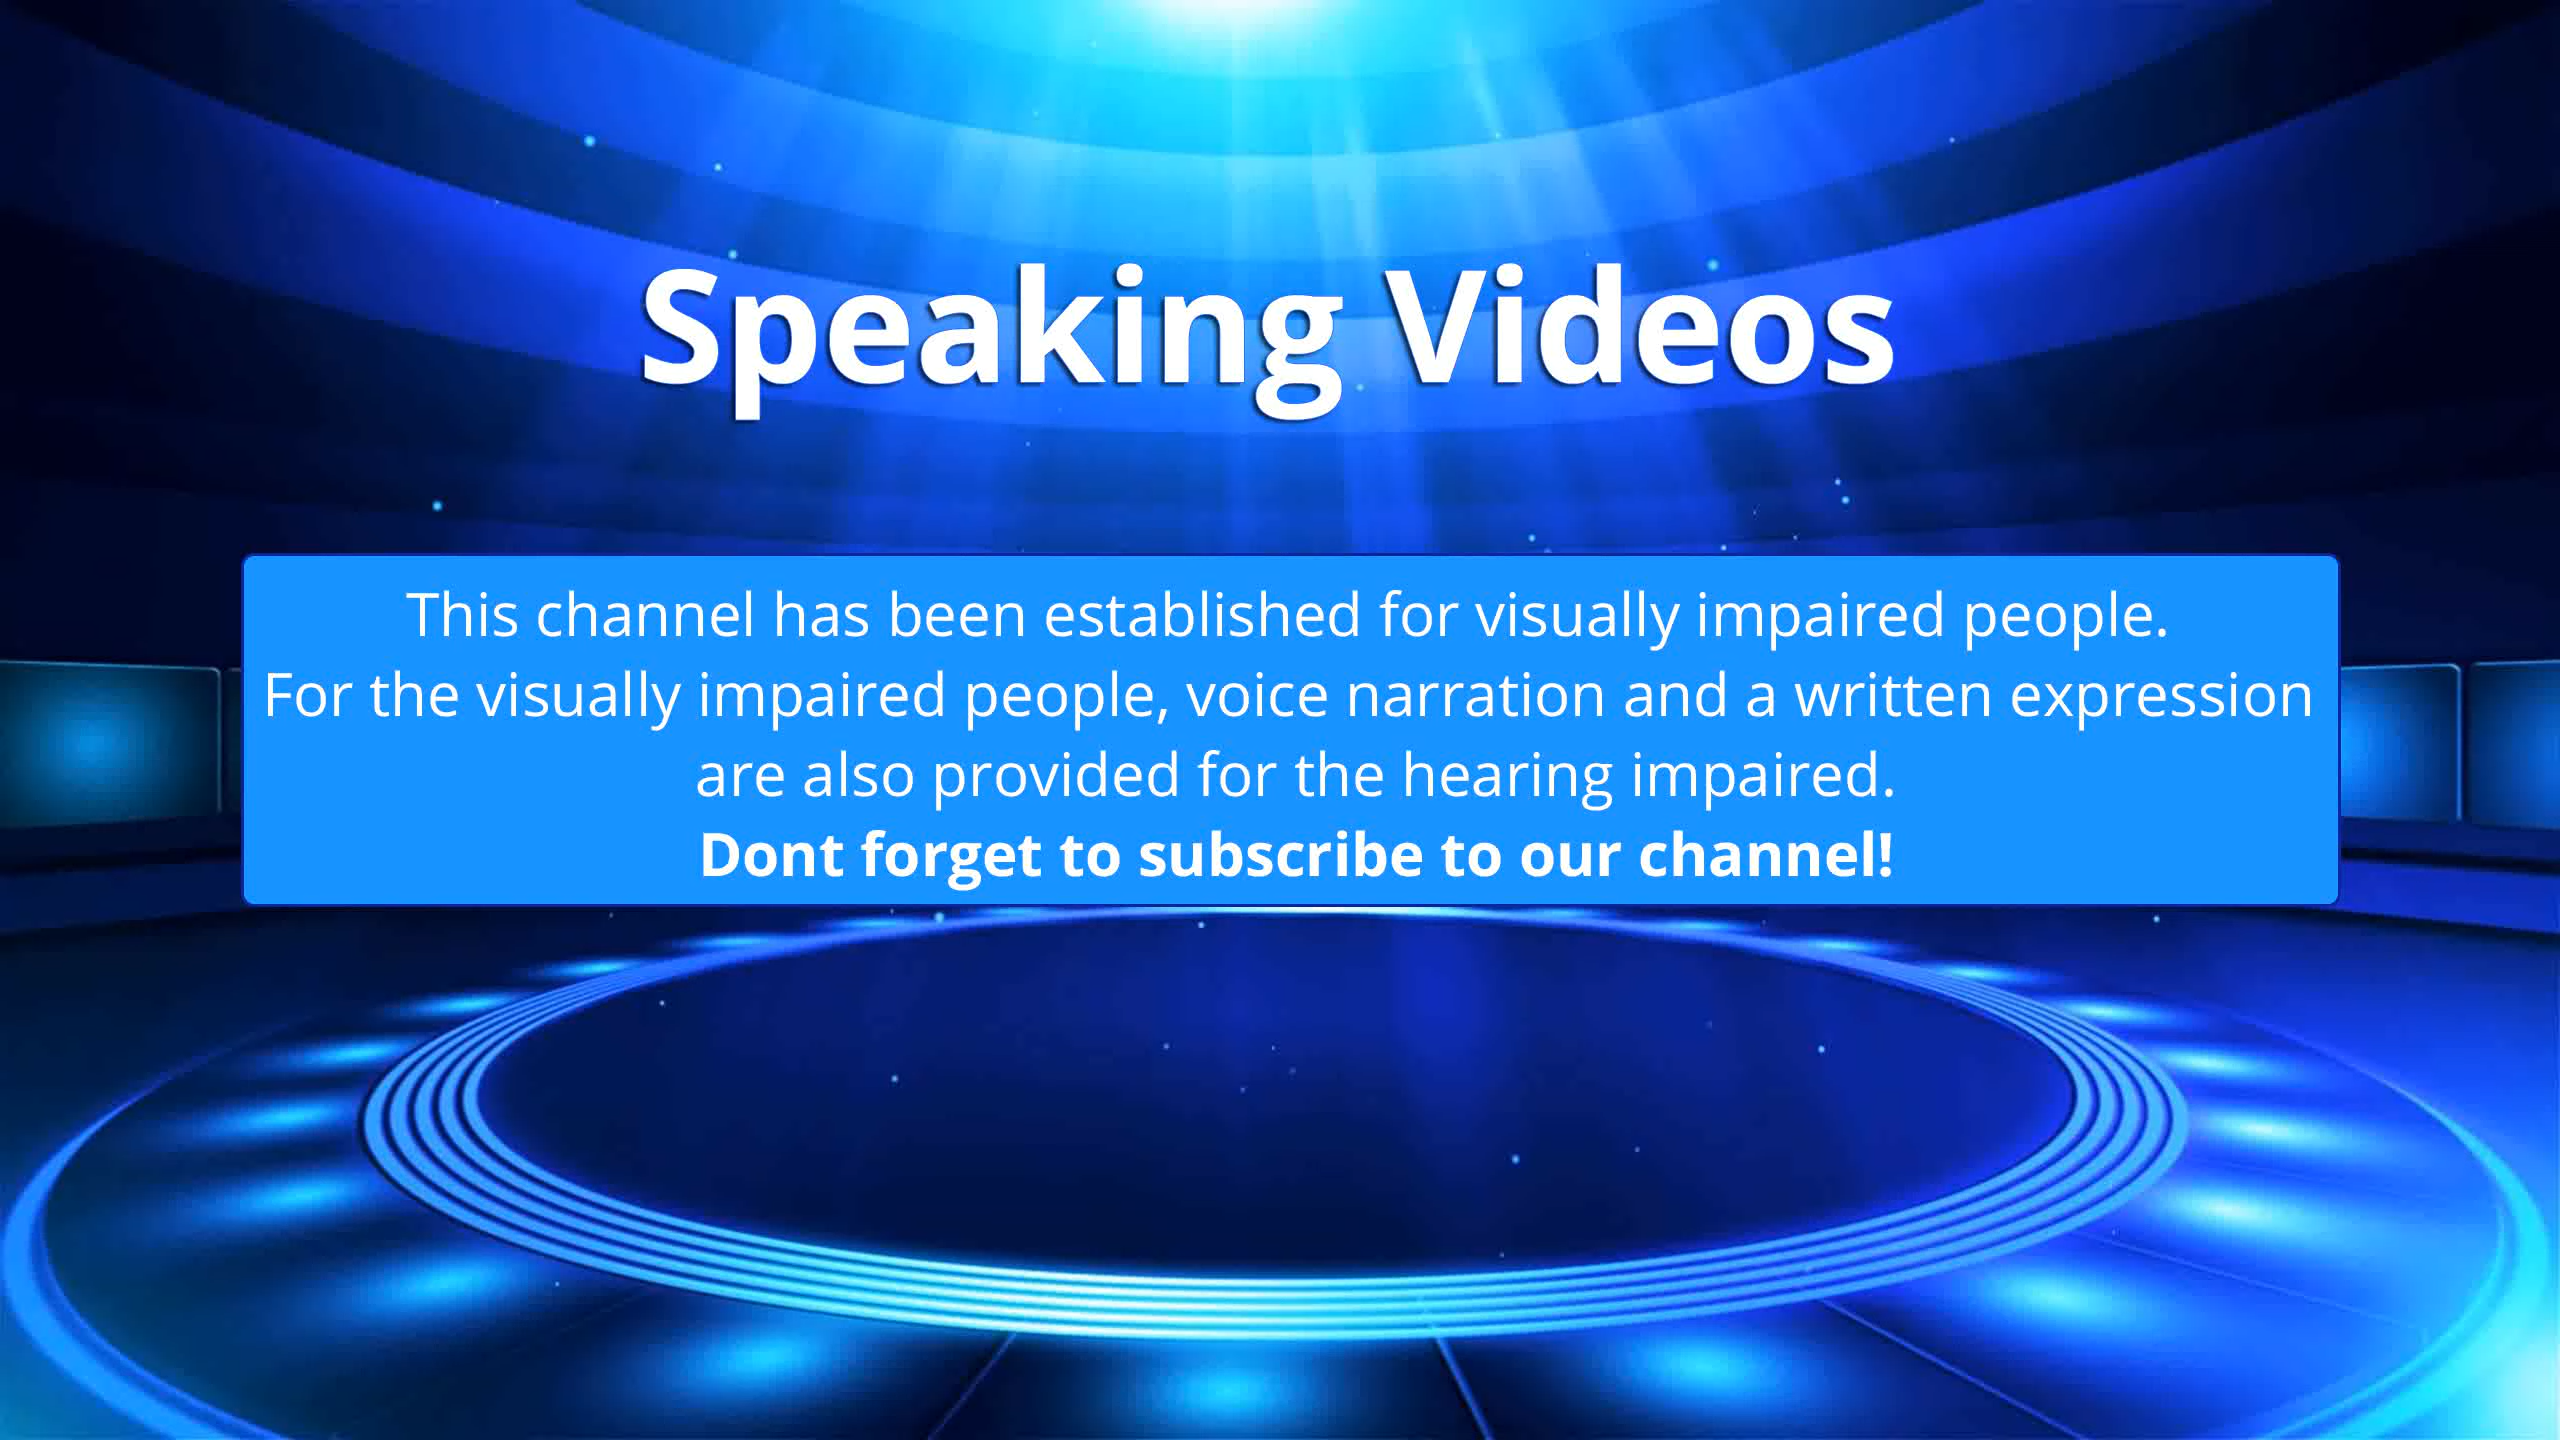 Speaking Videos
This channel has been established for visually impaired people.
For the visually impaired people, voice narration and a written expression
are also provided for the hearing impaired.
Dont forget to subscribe to our channel!